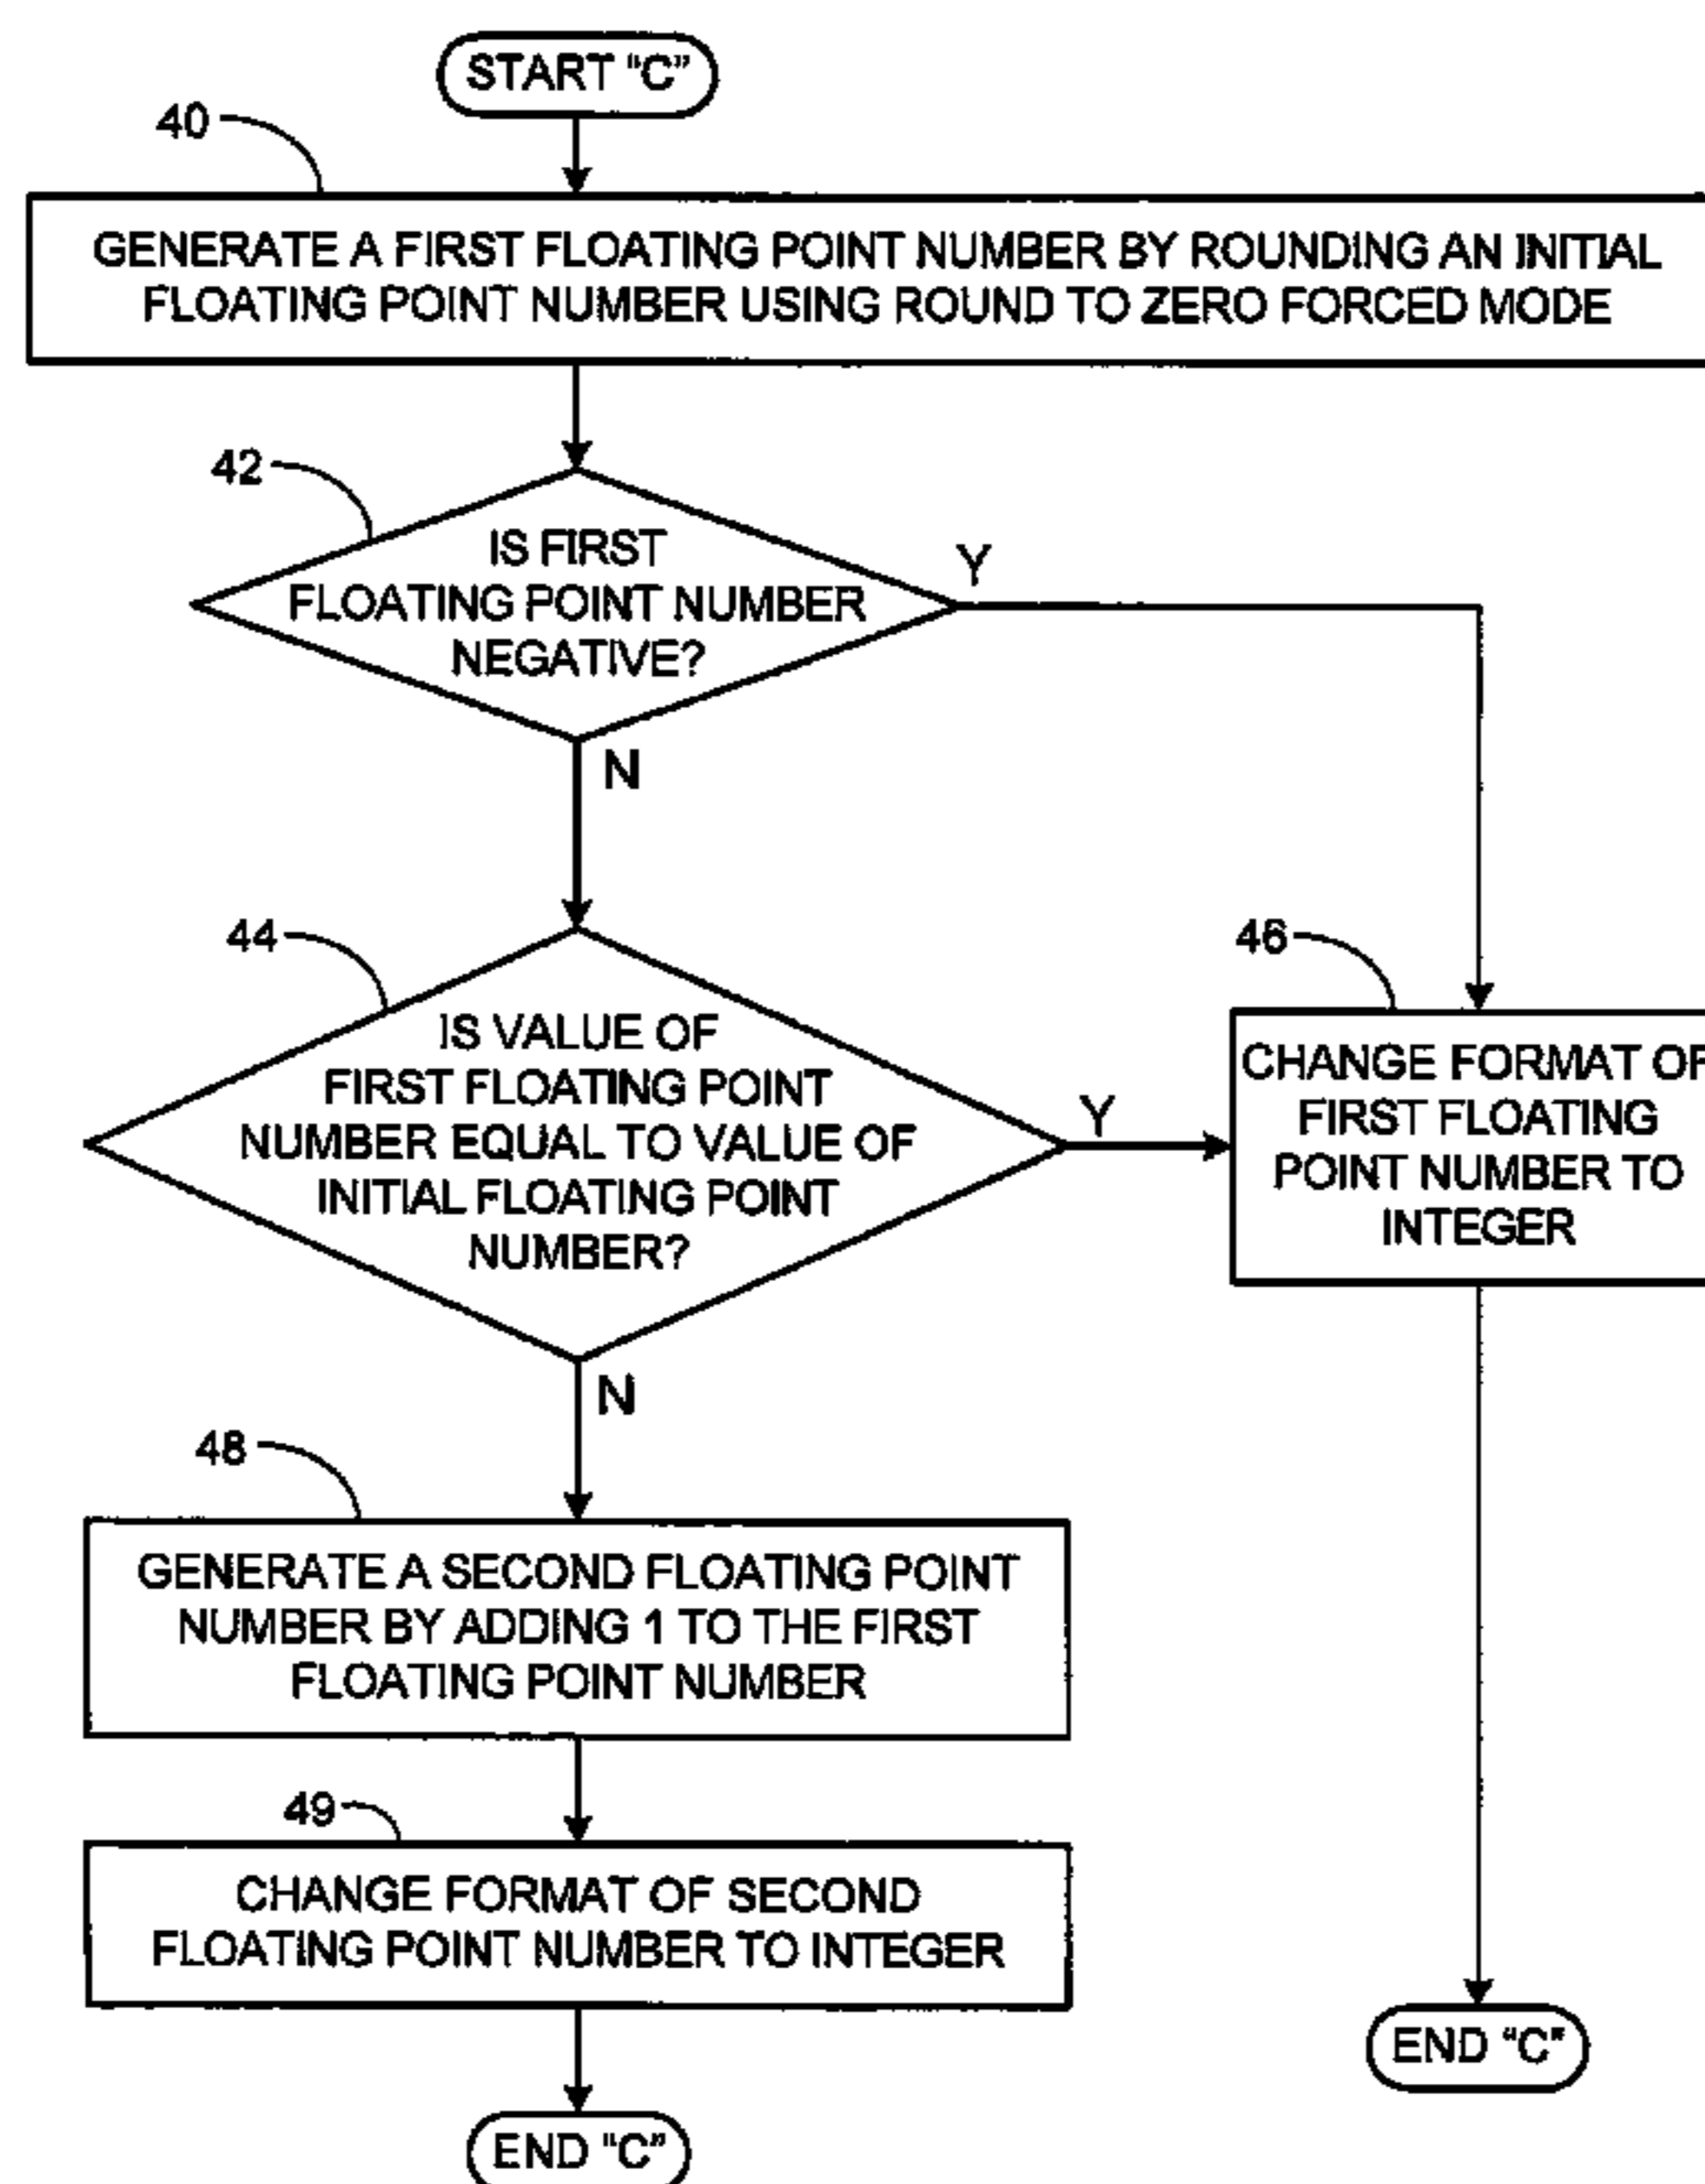 START "C"
40
GENERATE A FIRST FLOATING POINT NUMBER BY ROUNDING AN INITIAL
FLOATING POINT NUMBER USING ROUND TO ZERO FORCED MODE
42
IS FIRST
FLOATING POINT NUMBER
NEGATIVE?
Y
N
44
IS VALUE OF
FIRST FLOATING POINT
NUMBER EQUAL TO VALUE OF
INITIAL FLOATING POINT
NUMBER?
Y
N
46
CHANGE FORMAT OF
FIRST FLOATING
POINT NUMBER TO
INTEGER
48
GENERATE A SECOND FLOATING POINT
NUMBER BY ADDING 1 TO THE FIRST
FLOATING POINT NUMBER
49
CHANGE FORMAT OF SECOND
FLOATING POINT NUMBER TO INTEGER
END "C"
END "C"